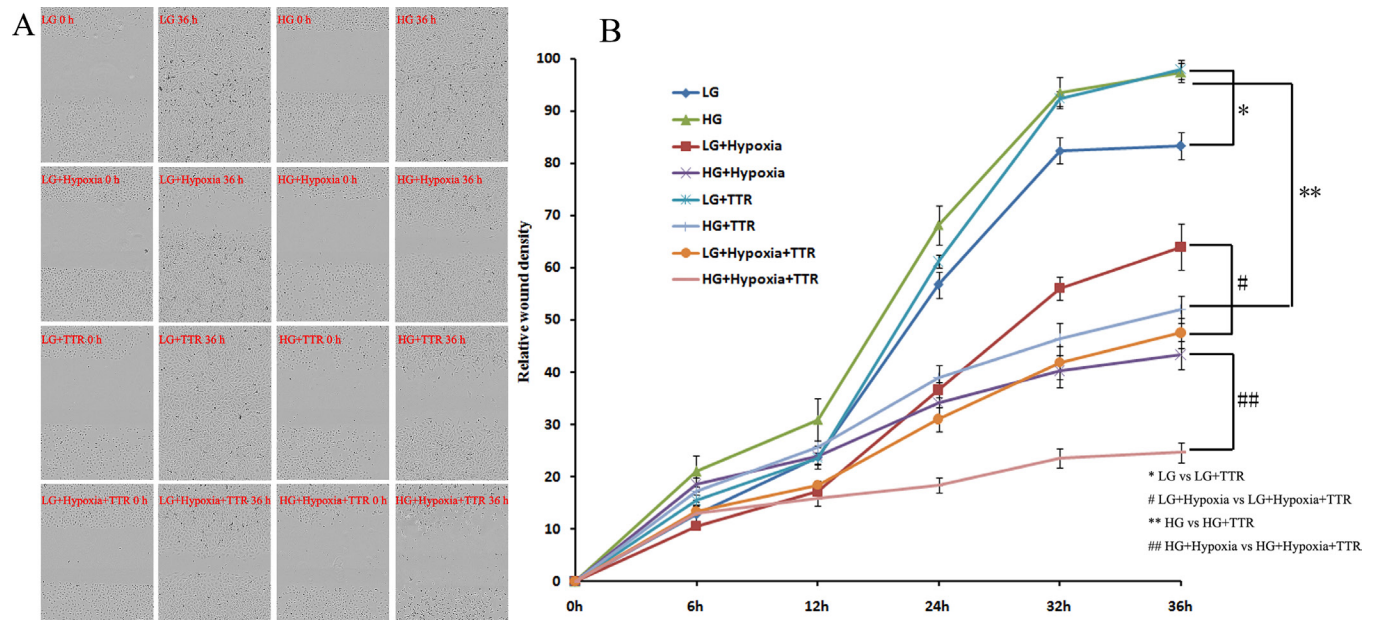 A
LG 0 h
LG 36 h
HG 0 h
HG 36 h
LG+Hypoxia 0 h
LG+Hypoxia 36 h
HG+Hypoxia 0 h
HG+Hypoxia 36 h
LG+TTR 0 h
LG+TTR 36 h
HG+TTR 0 h
HG+TTR 36 h
LG+Hypoxia+TTR 0 h
LG+Hypoxia+TTR 36 h
HG+Hypoxia+TTR 0 h
HG+Hypoxia+TTR 36 h
B
Relative wound density
100
90
80
70
60
50
40
30
20
10
0
0h
6h
12h
24h
32h
36h
LG
HG
LG+Hypoxia
HG+Hypoxia
LG+TTR
HG+TTR
LG+Hypoxia+TTR
HG+Hypoxia+TTR
*
**
#
##
* LG vs LG+TTR
# LG+Hypoxia vs LG+Hypoxia+TTR
** HG vs HG+TTR
## HG+Hypoxia vs HG+Hypoxia+TTR